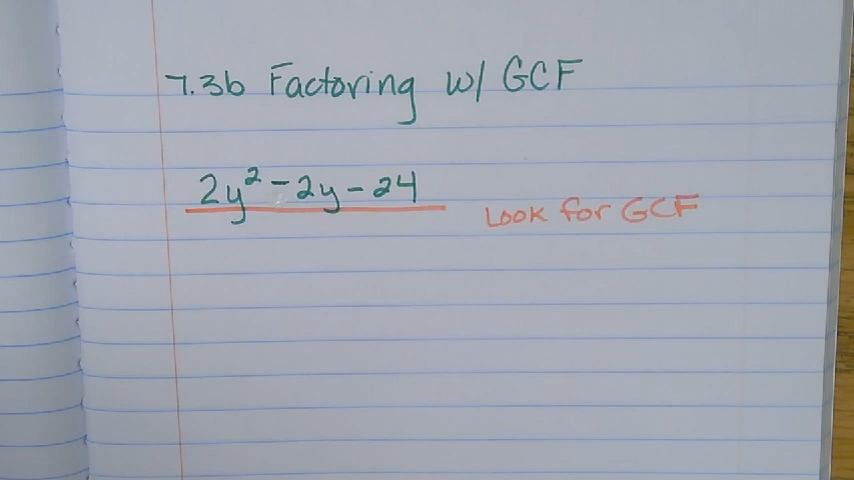 7.3b Factoring w/ GCF
2y² - 2y - 24
Look for GCF